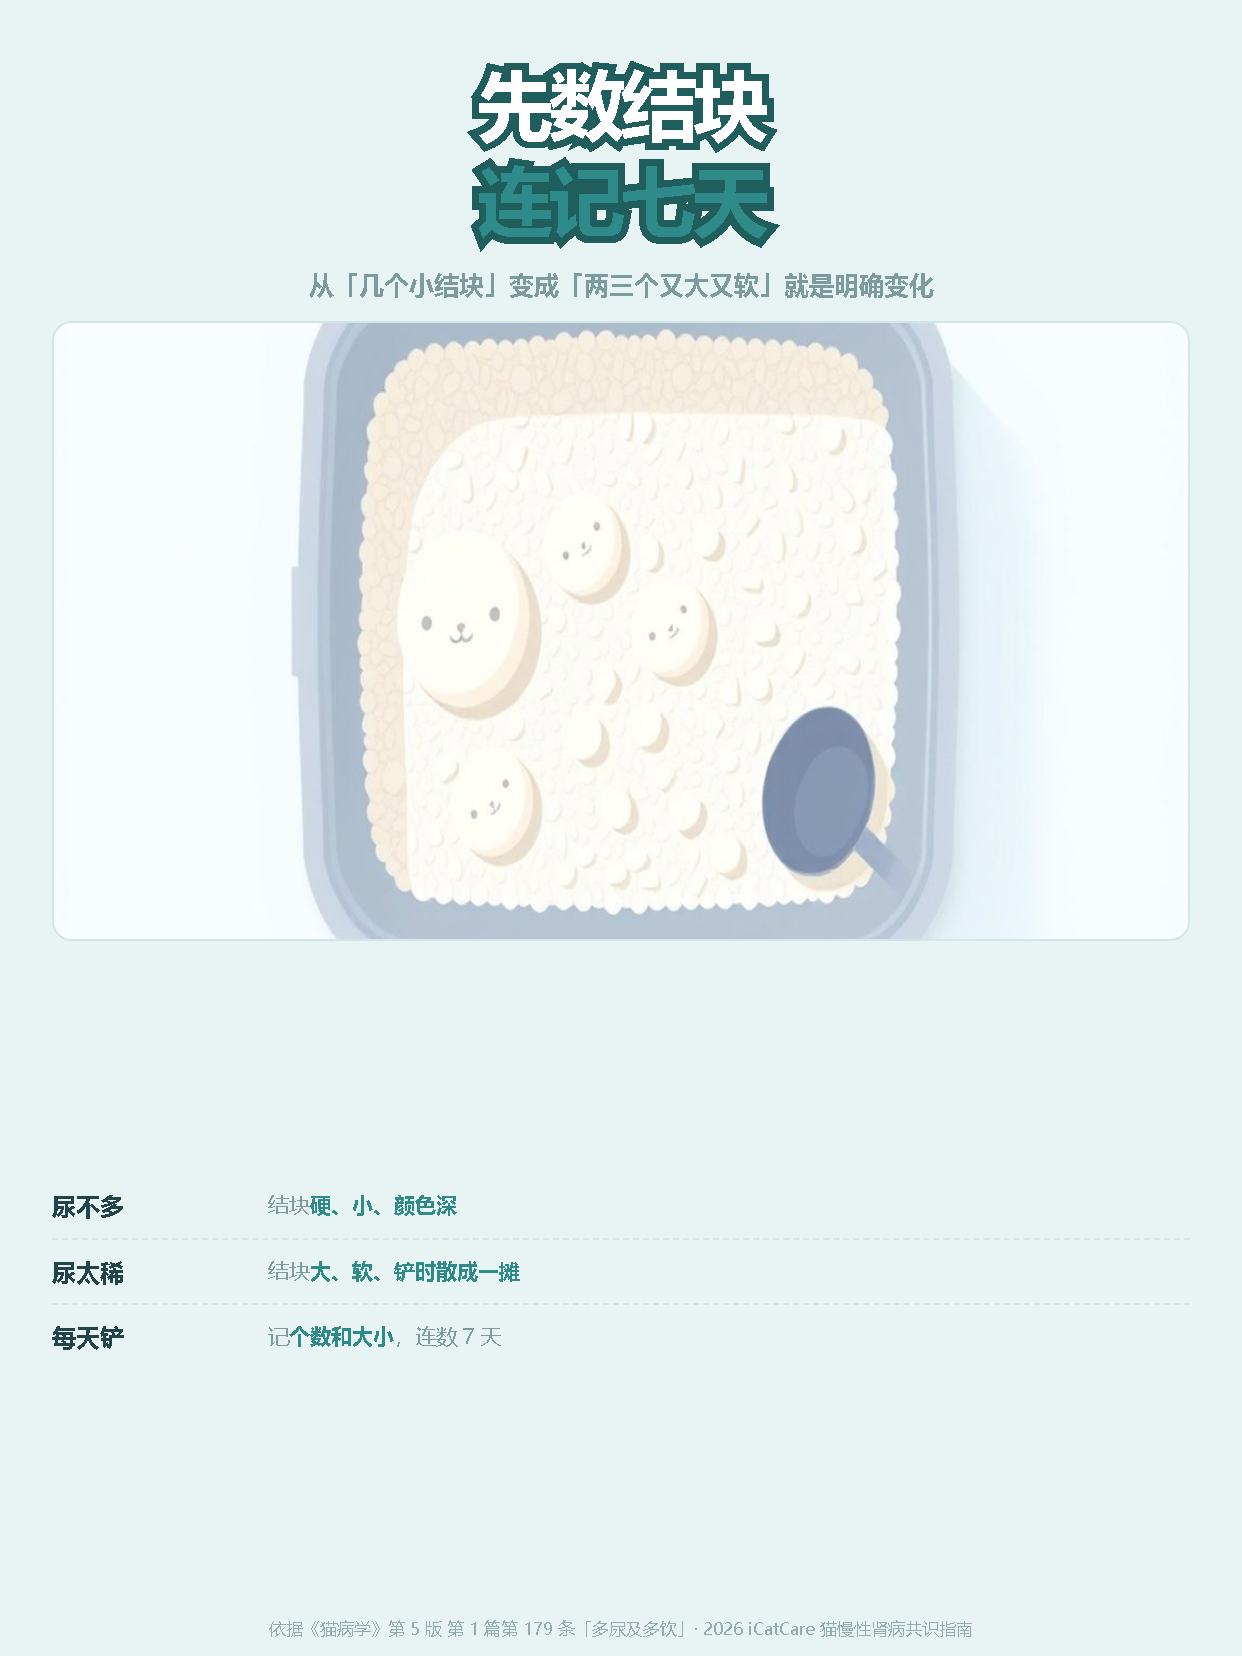 先数结块
连记七天
从「几个小结块」变成「两三个又大又软」就是明确变化
尿不多 结块硬、小、颜色深
尿太稀 结块大、软、铲时散成一摊
每天铲 记个数和大小，连数 7 天
依据《猫病学》第 5 版 第 1 篇第 179 条「多尿及多饮」· 2026 iCatCare 猫慢性肾病共识指南